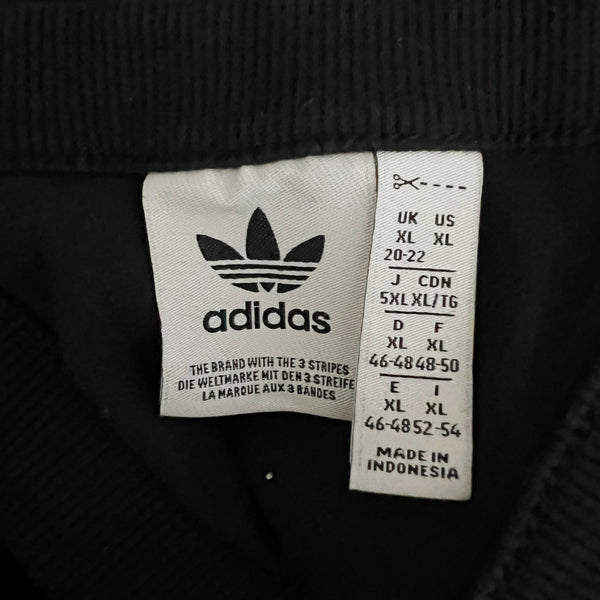 adidas
THE BRAND WITH THE 3 STRIPES
DIE WELTMARKE MIT DEN 3 STREIFE
LA MARQUE AUX 3 BANDES
UK US
XL XL
20-22
J CDN
5XL XL/TG
D F
XL XL
46-48 48-50
E I
XL XL
46-48 52-54
MADE IN
INDONESIA